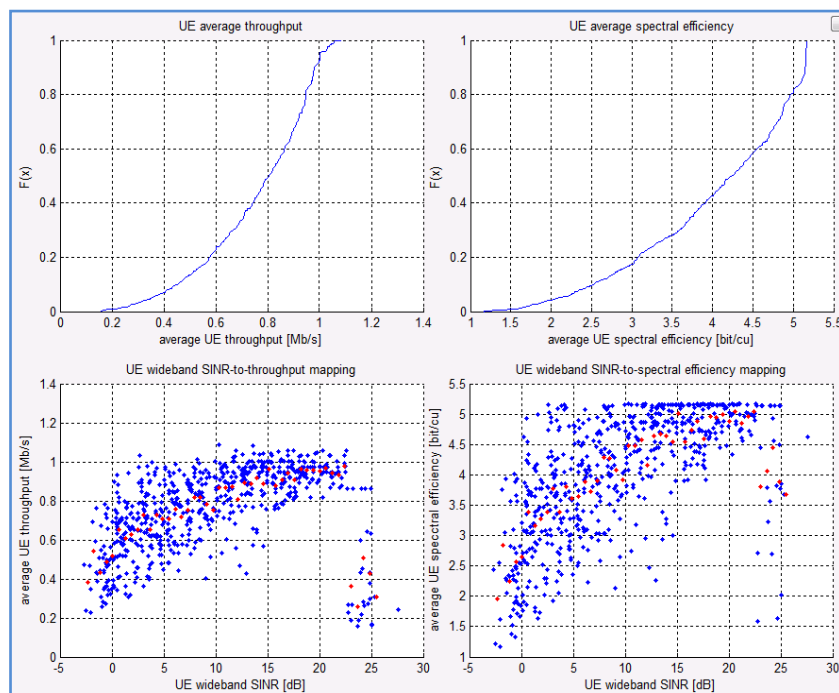 UE average throughput
1
0.8
0.6
0.4
0.2
0
F(x)
0 0.2 0.4 0.6 0.8 1 1.2 1.4
average UE throughput [Mb/s]
UE average spectral efficiency
1
0.8
0.6
0.4
0.2
0
F(x)
1 1.5 2 2.5 3 3.5 4 4.5 5 5.5
average UE spectral efficiency [bit/cu]
UE wideband SINR-to-throughput mapping
1.4
1.2
1
0.8
0.6
0.4
0.2
0
average UE throughput [Mb/s]
-5 0 5 10 15 20 25 30
UE wideband SINR [dB]
UE wideband SINR-to-spectral efficiency mapping
5.5
5
4.5
4
3.5
3
2.5
2
1.5
1
average UE specctral efficiency [bit/cu]
-5 0 5 10 15 20 25 30
UE wideband SINR [dB]